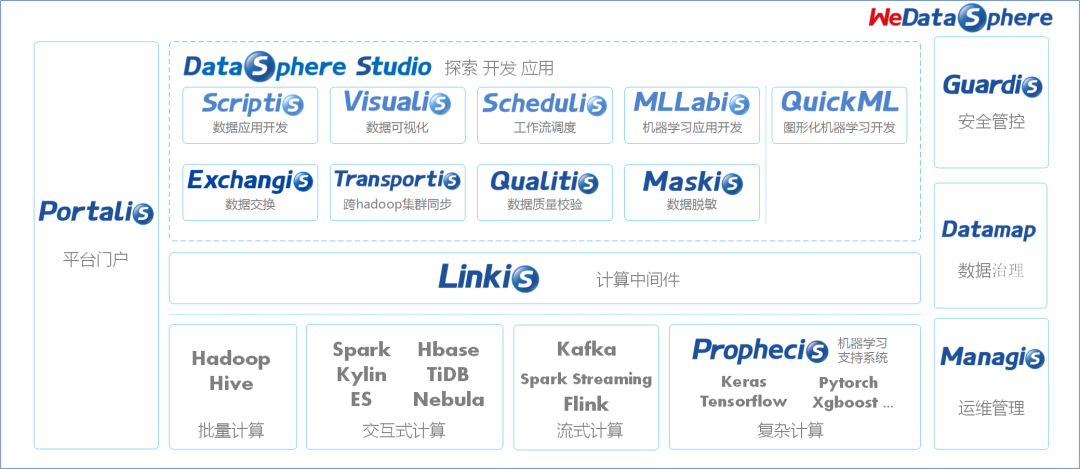 WeDataSphere
Portalis
平台门户
DataSphere Studio 探索 开发 应用
Scriptis
数据应用开发
Visualis
数据可视化
Schedulis
工作流调度
MLLabis
机器学习应用开发
QuickML
图形化机器学习开发
Exchangis
数据交换
Transportis
跨hadoop集群同步
Qualitis
数据质量校验
Maskis
数据脱敏
Linkis 计算中间件
Hadoop
Hive
批量计算
Spark Hbase
Kylin TiDB
ES Nebula
交互式计算
Kafka
Spark Streaming
Flink
流式计算
Prophecis 机器学习
支持系统
Keras Pytorch
Tensorflow Xgboost ...
复杂计算
Guardis
安全管控
Datamap
数据治理
Managis
运维管理